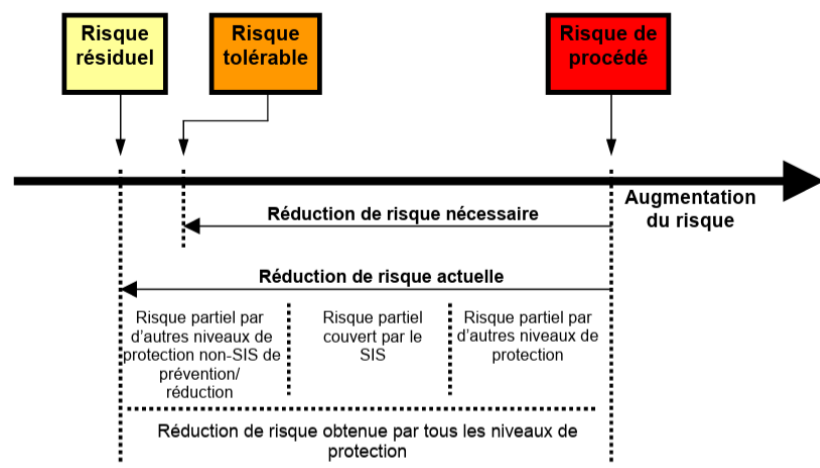 Risque
résiduel
Risque
tolérable
Risque de
procédé
Augmentation
du risque
Réduction de risque nécessaire
Réduction de risque actuelle
Risque partiel par
d'autres niveaux de
protection non-SIS de
prévention/
réduction
Risque partiel
couvert par le
SIS
Risque partiel par
d'autres niveaux de
protection
Réduction de risque obtenue par tous les niveaux de
protection